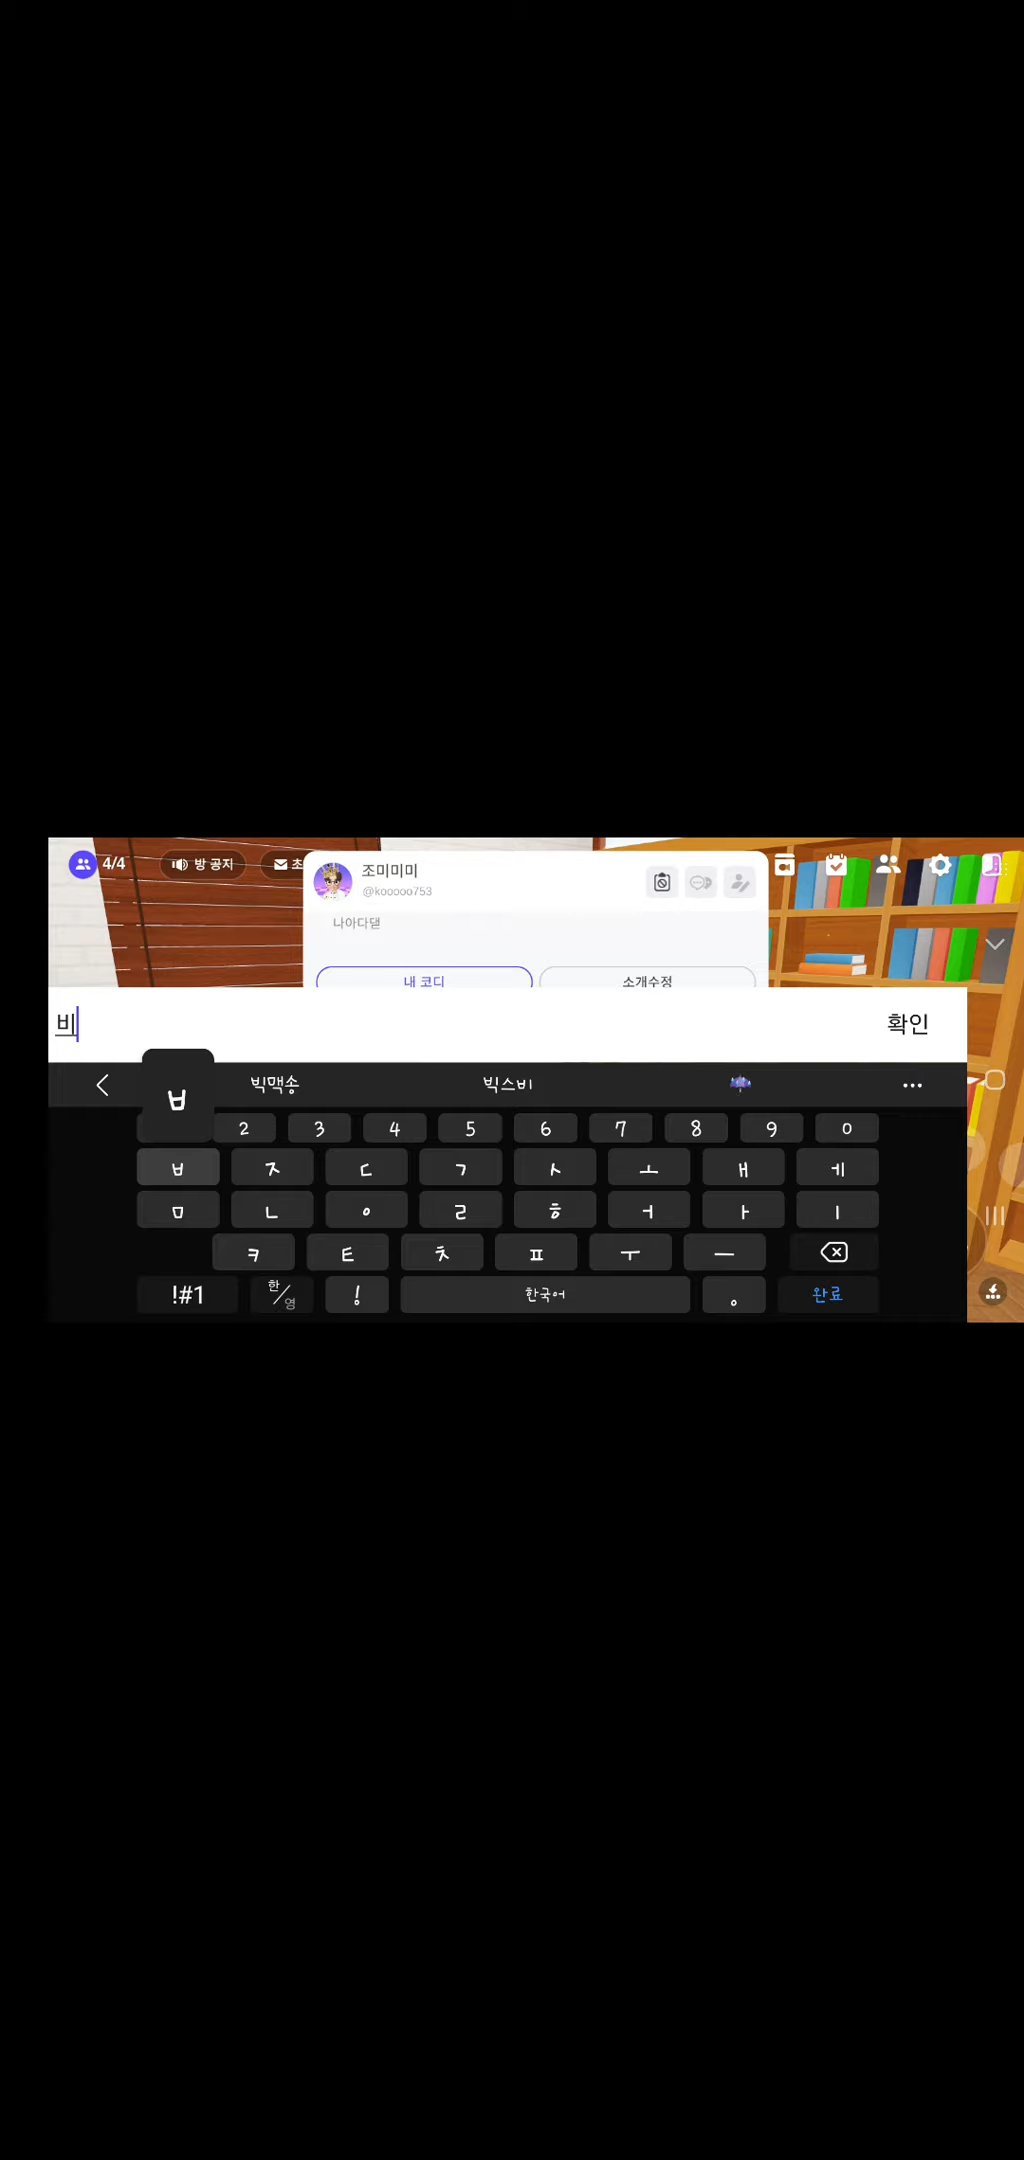 4/4
방 공지
초
조미미미
@kooooo753
나아다댇
내 코디
소개수정
비
확인
ㅂ
빅맥송
빅스비
2 3 4 5 6 7 8 9 0
ㅂ ㅈ ㄷ ㄱ ㅅ ㅗ ㅐ ㅔ
ㅁ ㄴ ㅇ ㄹ ㅎ ㅓ ㅏ ㅣ
ㅋ ㅌ ㅊ ㅍ ㅜ ㅡ
!#1 한/영 ! 한국어 . 완료